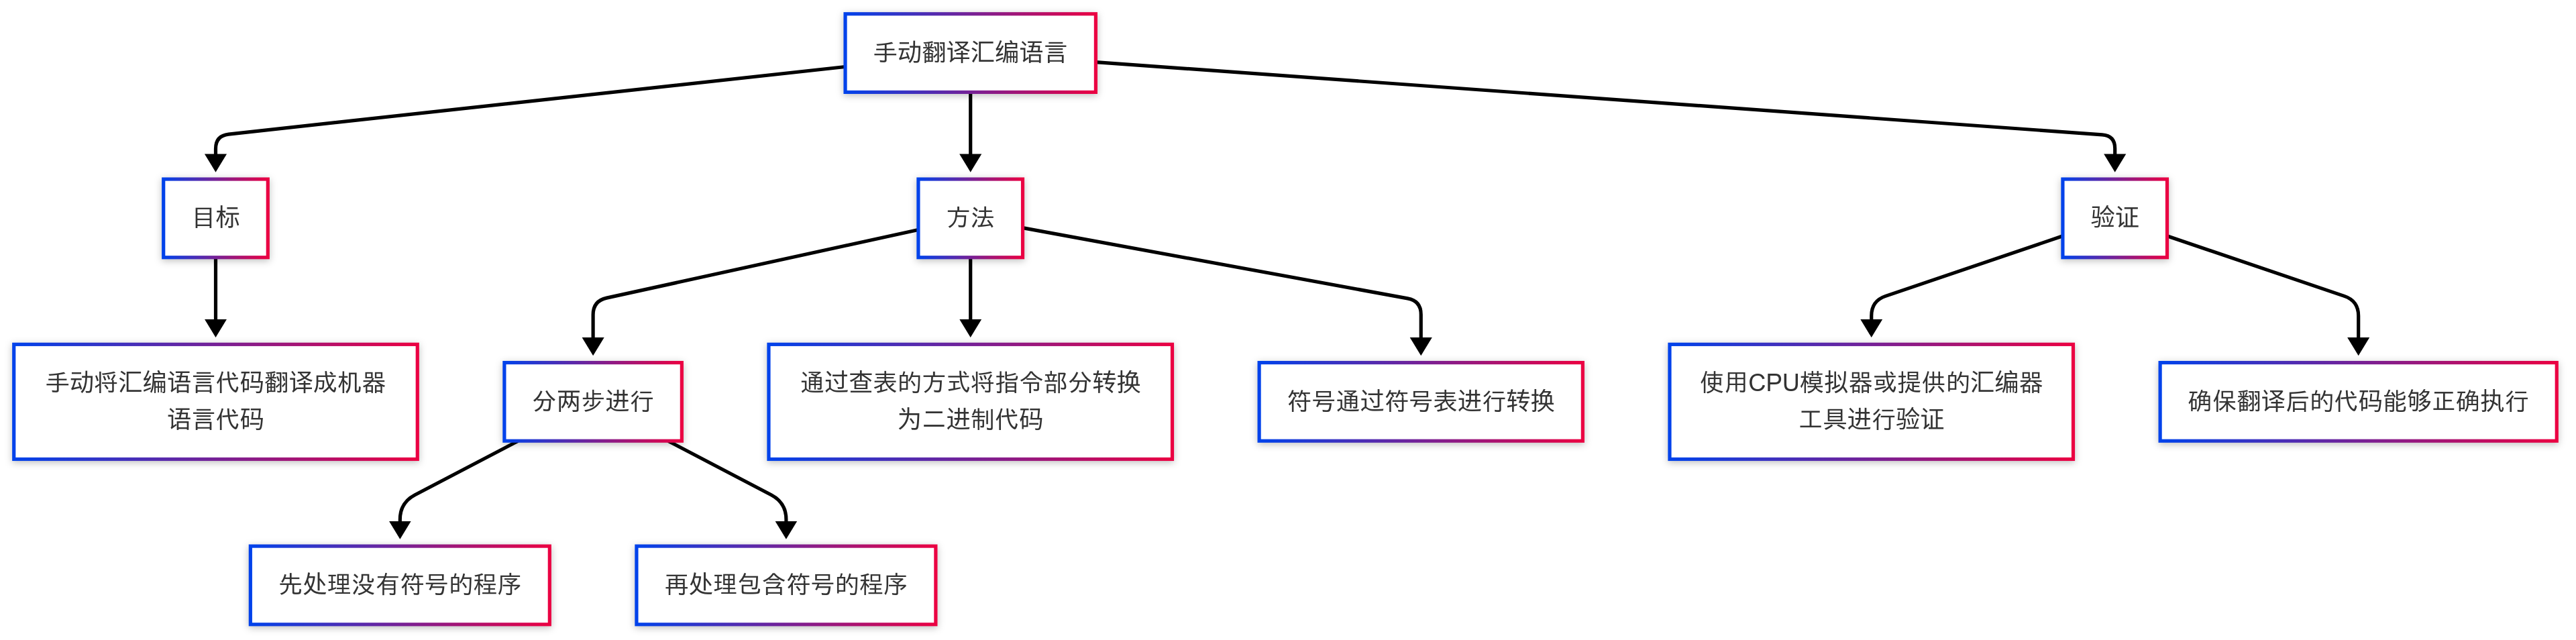 手动翻译汇编语言
目标
方法
验证
手动将汇编语言代码翻译成机器
语言代码
分两步进行
通过查表的方式将指令部分转换
为二进制代码
符号通过符号表进行转换
使用CPU模拟器或提供的汇编器
工具进行验证
确保翻译后的代码能够正确执行
先处理没有符号的程序
再处理包含符号的程序